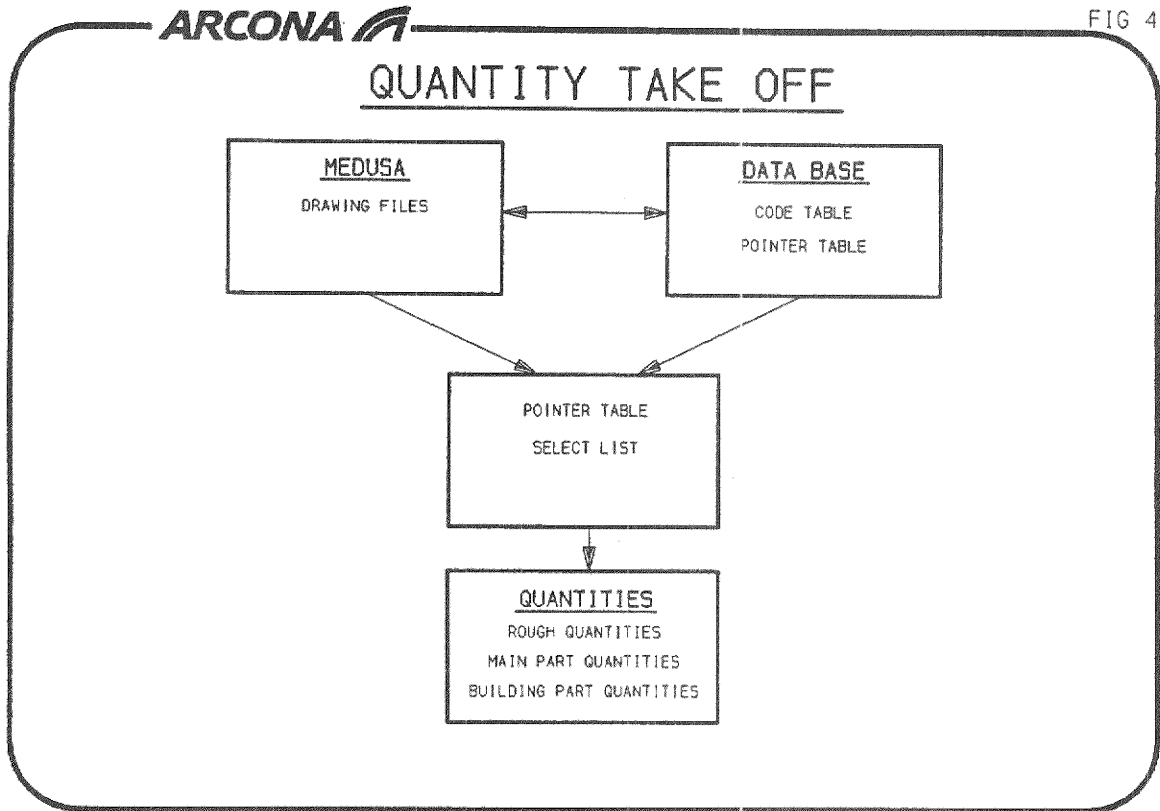 ARCONA
FIG 4
QUANTITY TAKE OFF
MEDUSA
DRAWING FILES
DATA BASE
CODE TABLE
POINTER TABLE
POINTER TABLE
SELECT LIST
QUANTITIES
ROUGH QUANTITIES
MAIN PART QUANTITIES
BUILDING PART QUANTITIES